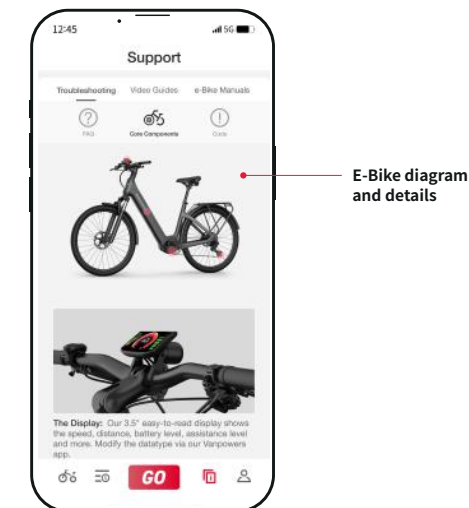 12:45
5G
Support
Troubleshooting Video Guides e-Bike Manuals
FAQ Core Components Code
E-Bike diagram
and details
The Display: Our 3.5" easy-to-read display shows
the speed, distance, battery level, assistance level
and more. Modify the datatype via our Vanpowers
app.
GO